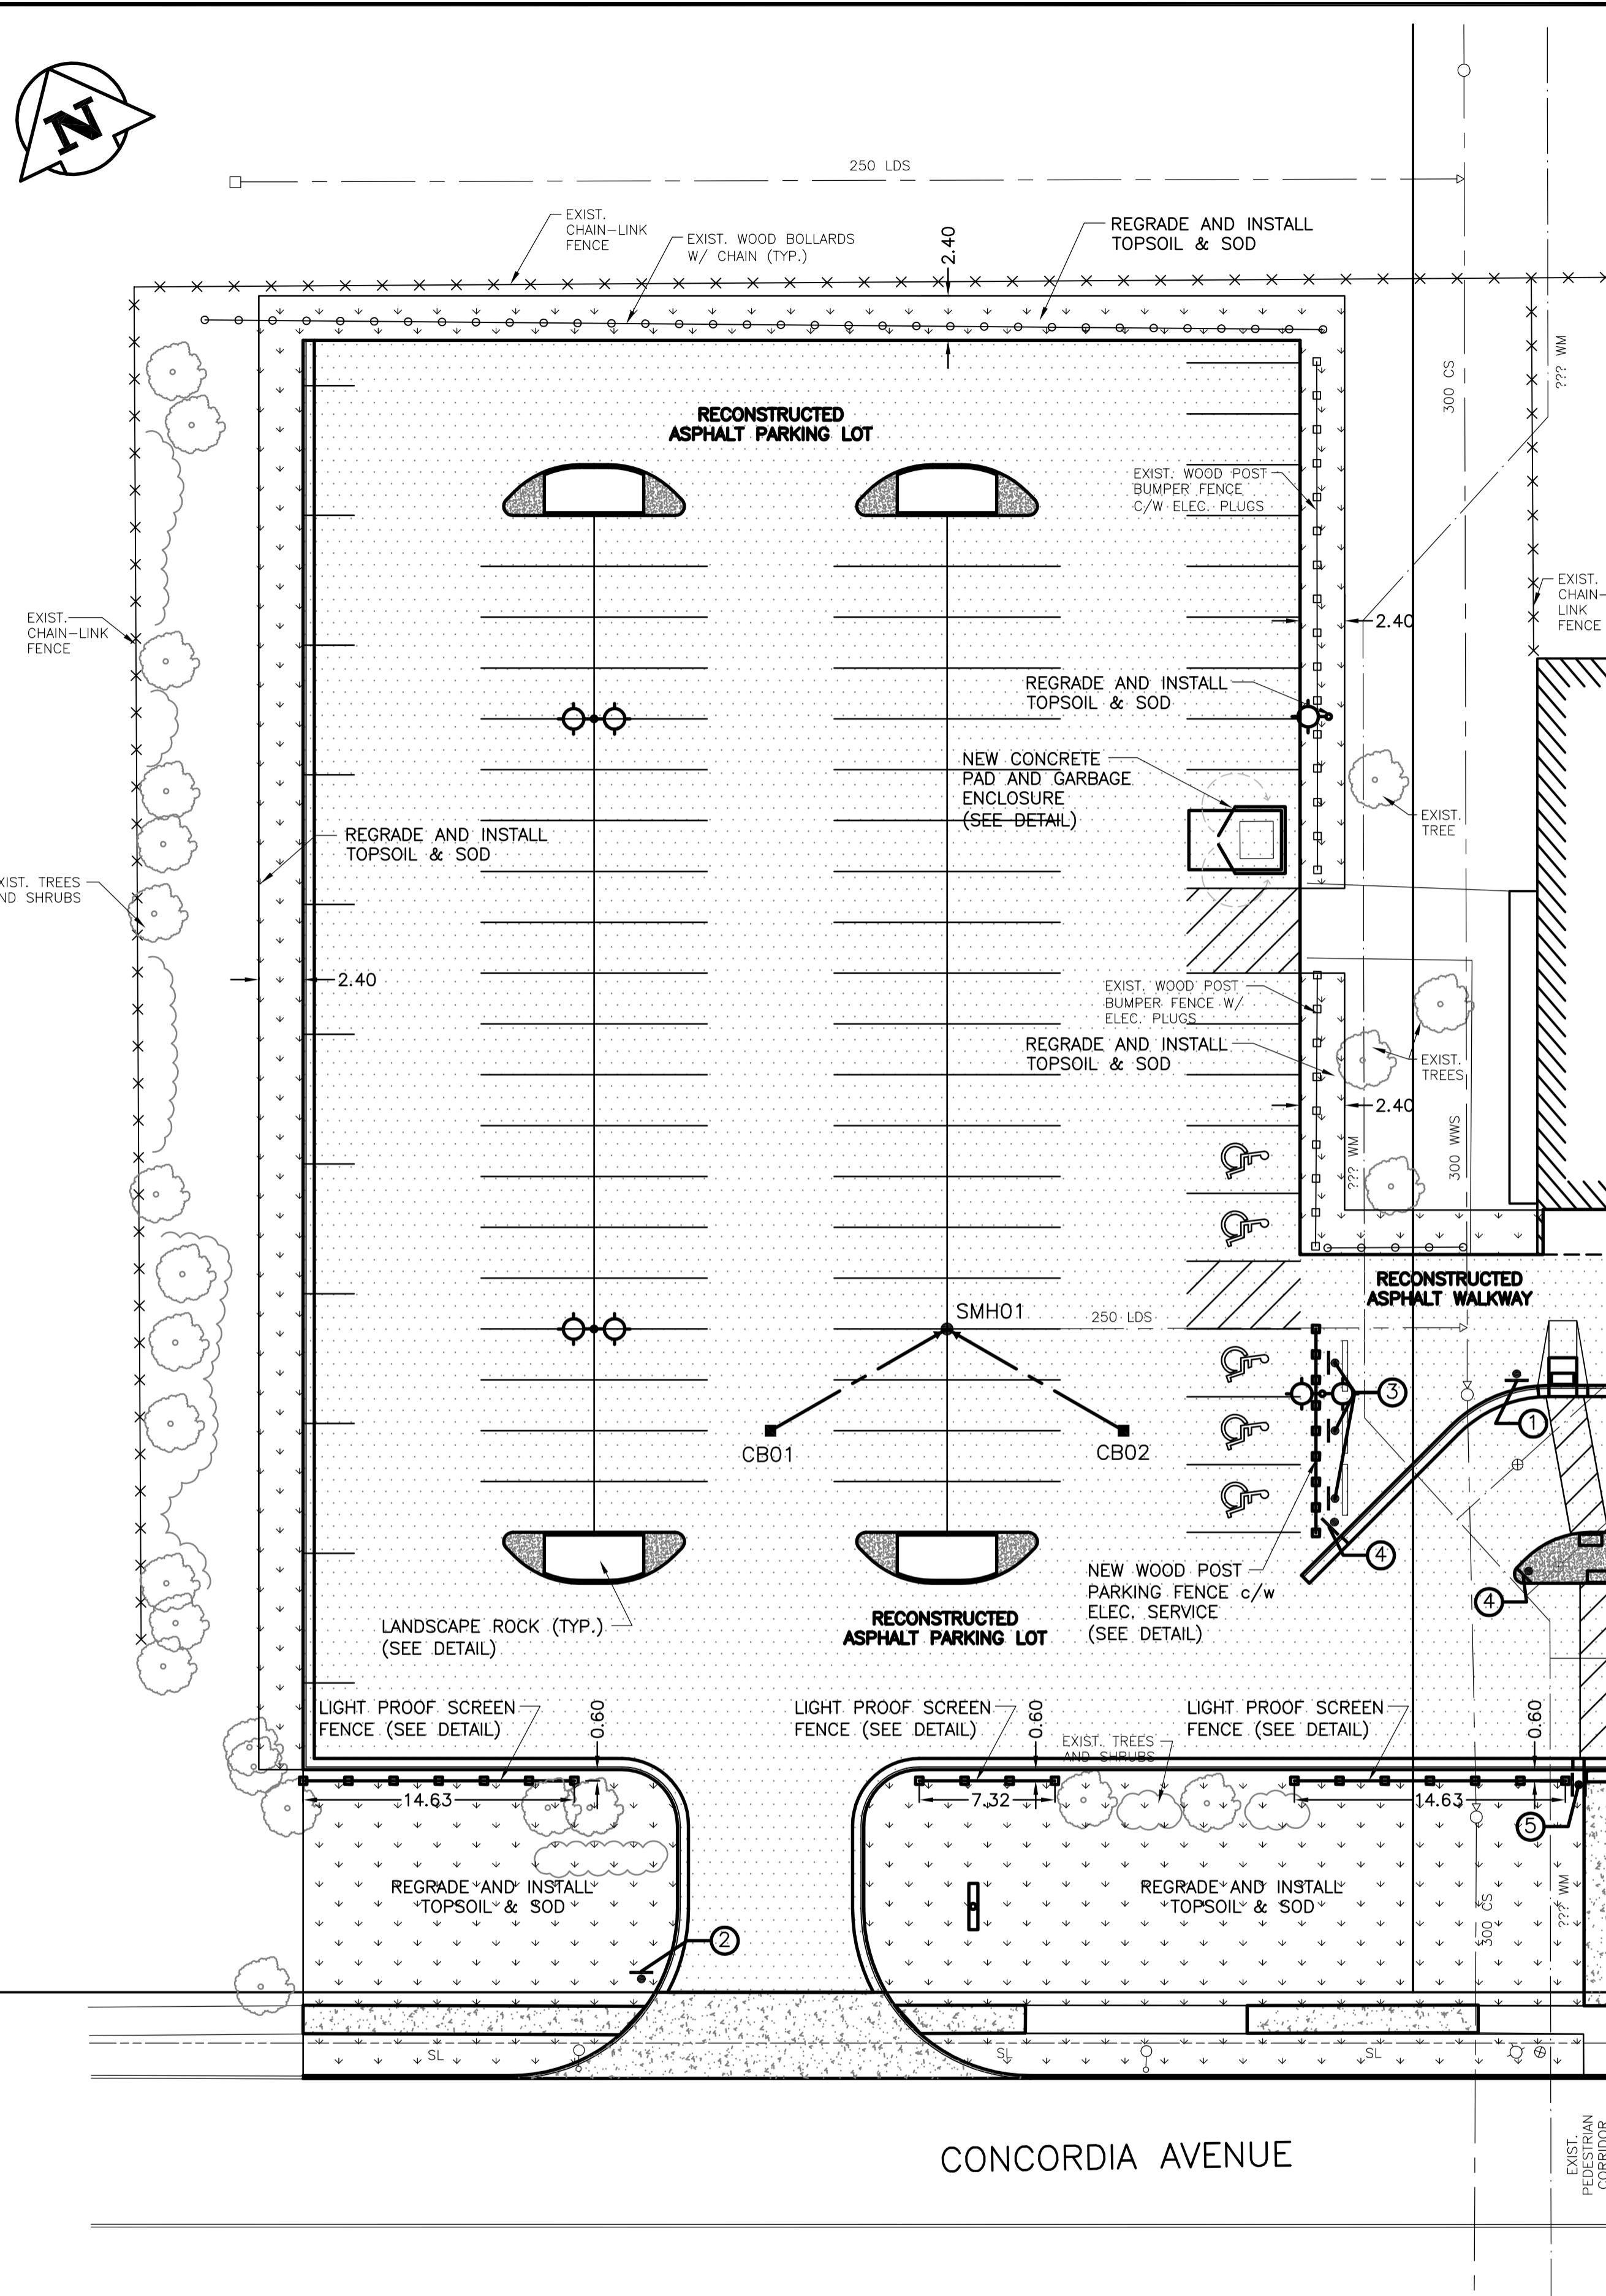 N
250 LDS
EXIST.
CHAIN-LINK
FENCE
EXIST. WOOD BOLLARDS
W/ CHAIN (TYP.)
2.40
REGRADE AND INSTALL
TOPSOIL & SOD
300 CS
??? WM
RECONSTRUCTED
ASPHALT PARKING LOT
EXIST. WOOD POST
BUMPER FENCE
C/W ELEC. PLUGS
EXIST.
CHAIN-LINK
FENCE
2.40
EXIST.
CHAIN-
LINK
FENCE
REGRADE AND INSTALL
TOPSOIL & SOD
NEW CONCRETE
PAD AND GARBAGE
ENCLOSURE
(SEE DETAIL)
EXIST.
TREE
REGRADE AND INSTALL
TOPSOIL & SOD
XIST. TREES
ND SHRUBS
2.40
EXIST. WOOD POST
BUMPER FENCE W/
ELEC. PLUGS
REGRADE AND INSTALL
TOPSOIL & SOD
EXIST.
TREES
2.40
??? WM
300 WWS
RECONSTRUCTED
ASPHALT WALKWAY
SMH01
250 LDS
3
1
CB01
CB02
4
NEW WOOD POST
PARKING FENCE c/w
ELEC. SERVICE
(SEE DETAIL)
4
LANDSCAPE ROCK (TYP.)
(SEE DETAIL)
RECONSTRUCTED
ASPHALT PARKING LOT
LIGHT PROOF SCREEN
FENCE (SEE DETAIL)
0.60
LIGHT PROOF SCREEN
FENCE (SEE DETAIL)
0.60
EXIST. TREES
AND SHRUBS
LIGHT PROOF SCREEN
FENCE (SEE DETAIL)
0.60
14.63
7.32
14.63
5
REGRADE AND INSTALL
TOPSOIL & SOD
REGRADE AND INSTALL
TOPSOIL & SOD
300 CS
??? WM
2
SL
SL
SL
CONCORDIA AVENUE
EXIST.
PEDESTRIAN
CORRIDOR